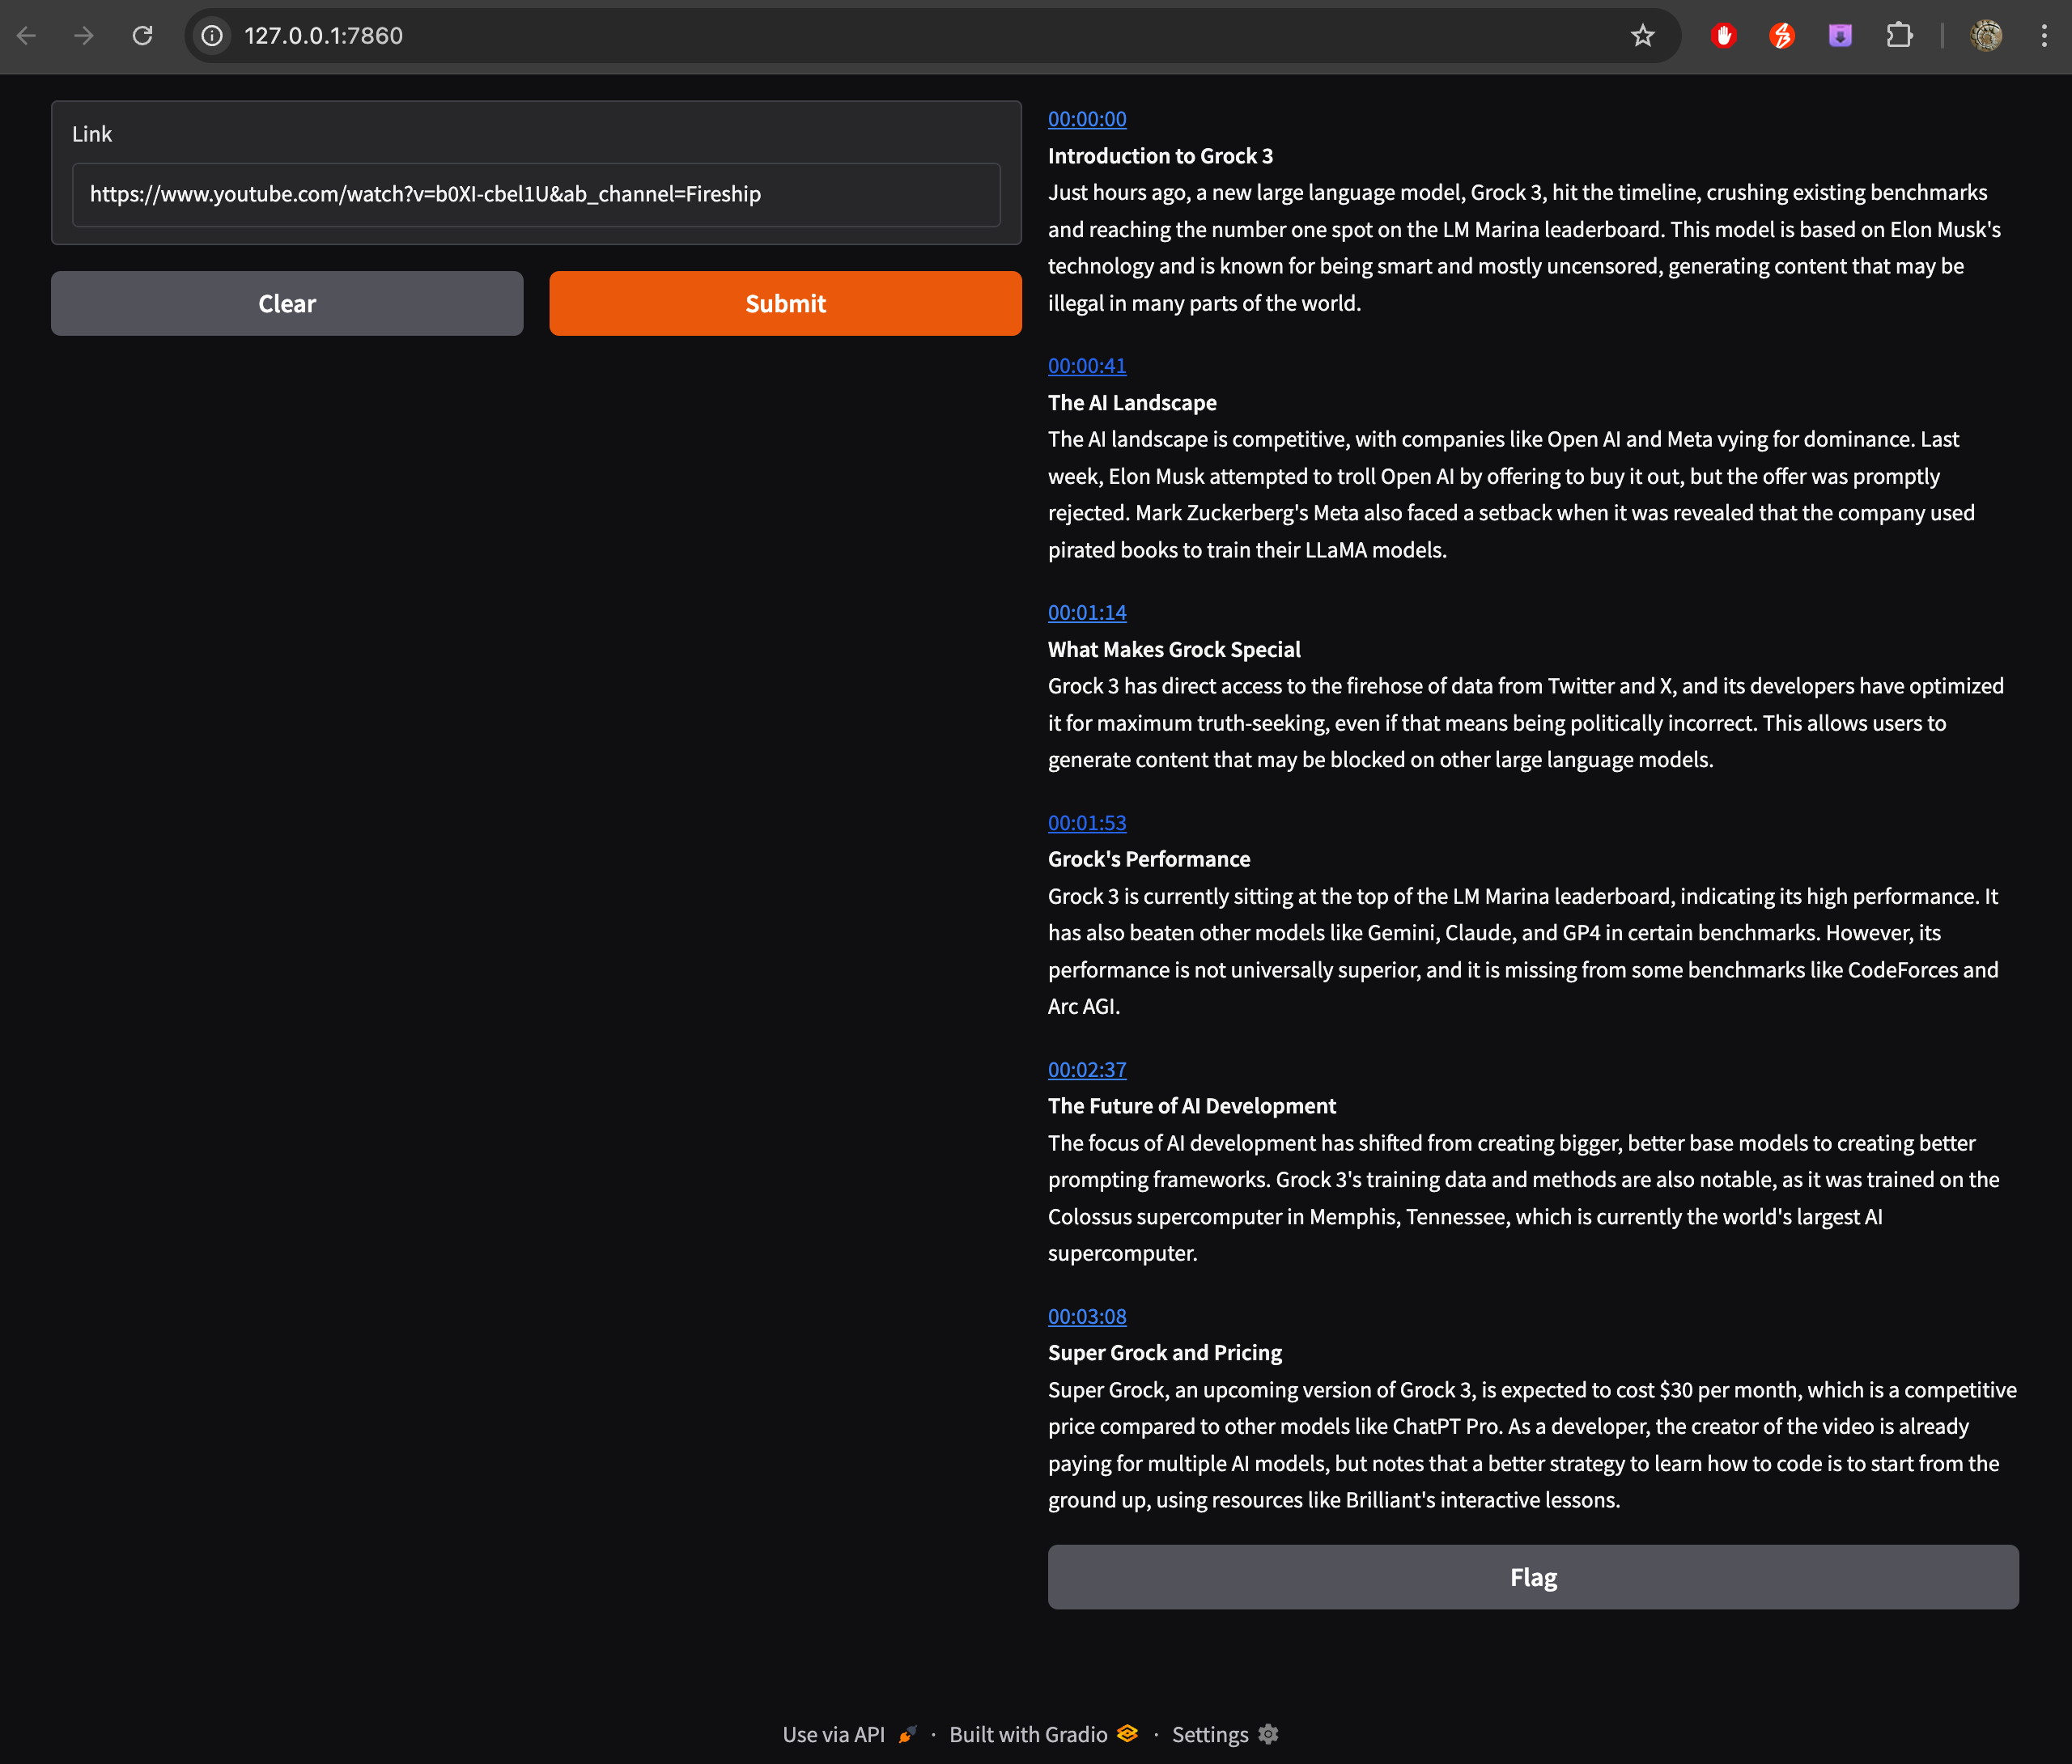 127.0.0.1:7860
Link
https://www.youtube.com/watch?v=b0XI-cbel1U&ab_channel=Fireship
Clear
Submit
00:00:00
Introduction to Grock 3
Just hours ago, a new large language model, Grock 3, hit the timeline, crushing existing benchmarks
and reaching the number one spot on the LM Marina leaderboard. This model is based on Elon Musk's
technology and is known for being smart and mostly uncensored, generating content that may be
illegal in many parts of the world.
00:00:41
The AI Landscape
The AI landscape is competitive, with companies like Open AI and Meta vying for dominance. Last
week, Elon Musk attempted to troll Open AI by offering to buy it out, but the offer was promptly
rejected. Mark Zuckerberg's Meta also faced a setback when it was revealed that the company used
pirated books to train their LLaMA models.
00:01:14
What Makes Grock Special
Grock 3 has direct access to the firehose of data from Twitter and X, and its developers have optimized
it for maximum truth-seeking, even if that means being politically incorrect. This allows users to
generate content that may be blocked on other large language models.
00:01:53
Grock's Performance
Grock 3 is currently sitting at the top of the LM Marina leaderboard, indicating its high performance. It
has also beaten other models like Gemini, Claude, and GP4 in certain benchmarks. However, its
performance is not universally superior, and it is missing from some benchmarks like CodeForces and
Arc AGI.
00:02:37
The Future of AI Development
The focus of AI development has shifted from creating bigger, better base models to creating better
prompting frameworks. Grock 3's training data and methods are also notable, as it was trained on the
Colossus supercomputer in Memphis, Tennessee, which is currently the world's largest AI
supercomputer.
00:03:08
Super Grock and Pricing
Super Grock, an upcoming version of Grock 3, is expected to cost $30 per month, which is a competitive
price compared to other models like ChatPT Pro. As a developer, the creator of the video is already
paying for multiple AI models, but notes that a better strategy to learn how to code is to start from the
ground up, using resources like Brilliant's interactive lessons.
Flag
Use via API · Built with Gradio · Settings